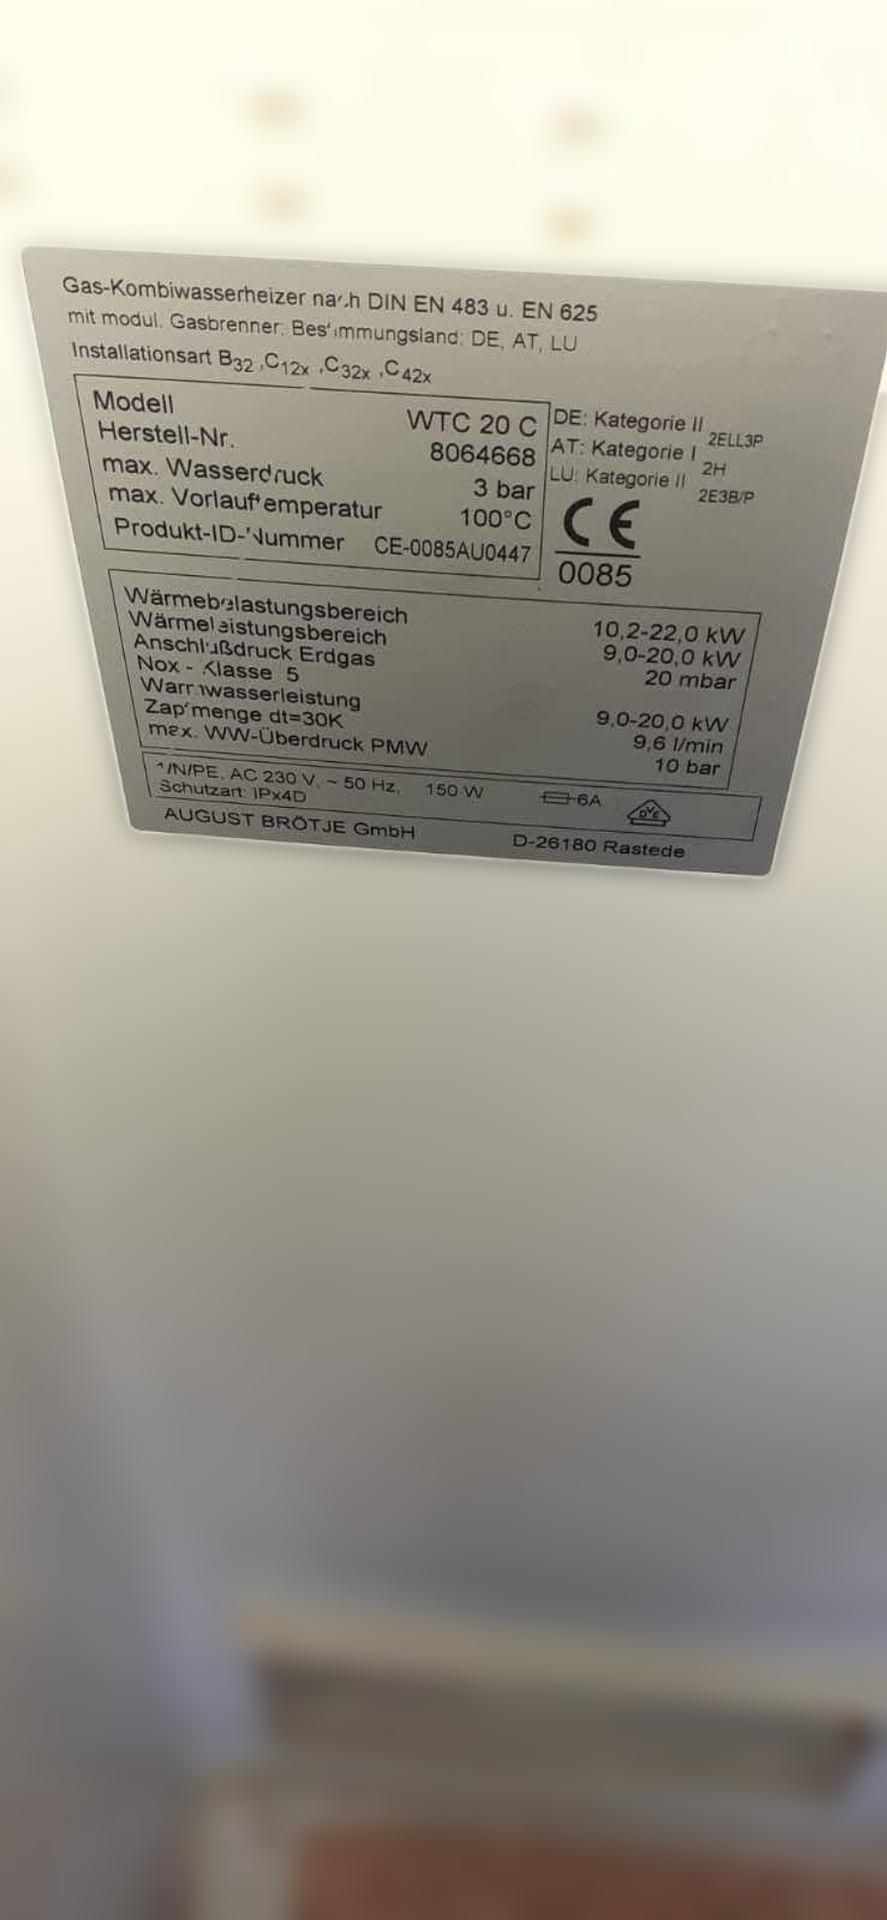 Gas-Kombiwasserheizer nach DIN EN 483 u. EN 625
mit modul. Gasbrenner. Bestimmungsland: DE, AT, LU
Installationsart B32 ,C12x ,C32x ,C42x
Modell WTC 20 C
Herstell-Nr. 8064668
max. Wasserdruck 3 bar
max. Vorlauftemperatur 100°C
Produkt-ID-Nummer CE-0085AU0447
DE: Kategorie II 2ELL3P
AT: Kategorie I 2H
LU: Kategorie II 2E3B/P
CE
0085
Wärmebelastungsbereich 10,2-22,0 kW
Wärmeleistungsbereich 9,0-20,0 kW
Anschlußdruck Erdgas 20 mbar
Nox - Klasse 5
Warmwasserleistung 9,0-20,0 kW
Zapfmenge dt=30K 9,6 l/min
max. WW-Überdruck PMW 10 bar
1/N/PE, AC 230 V, ~ 50 Hz, 150 W 6A
Schutzart: IPx4D
AUGUST BRÖTJE GmbH D-26180 Rastede